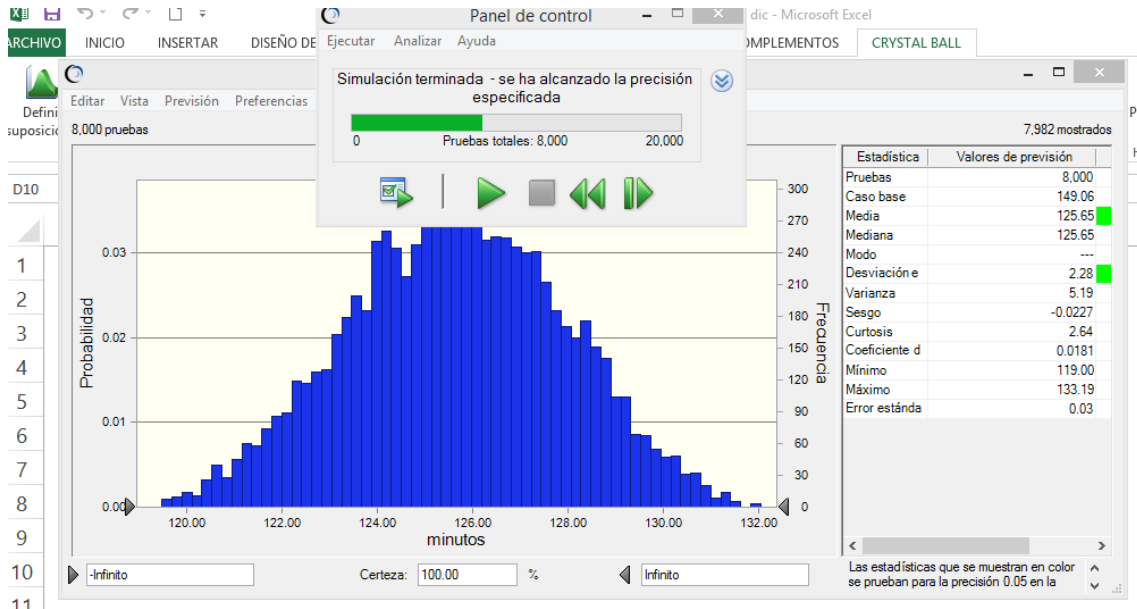 Panel de control
dic - Microsoft Excel
ARCHIVO INICIO INSERTAR DISEÑO DE
CRYSTAL BALL
Ejecutar Analizar Ayuda
Simulación terminada - se ha alcanzado la precisión
especificada
0 Pruebas totales: 8,000 20,000
Editar Vista Previsión Preferencias
8,000 pruebas
7,982 mostrados
D10
1
2
3
4
5
6
7
8
9
10
11
Probabilidad
0.03
0.02
0.01
0.00
300
270
240
210
180
150
120
90
60
30
0
Frecuencia
120.00 122.00 124.00 126.00 128.00 130.00 132.00
minutos
Estadística Valores de previsión
Pruebas 8,000
Caso base 149.06
Media 125.65
Mediana 125.65
Modo ---
Desviación e 2.28
Varianza 5.19
Sesgo -0.0227
Curtosis 2.64
Coeficiente d 0.0181
Mínimo 119.00
Máximo 133.19
Error estánda 0.03
-Infinito Certeza: 100.00 % Infinito
Las estadísticas que se muestran en color
se prueban para la precisión 0.05 en la